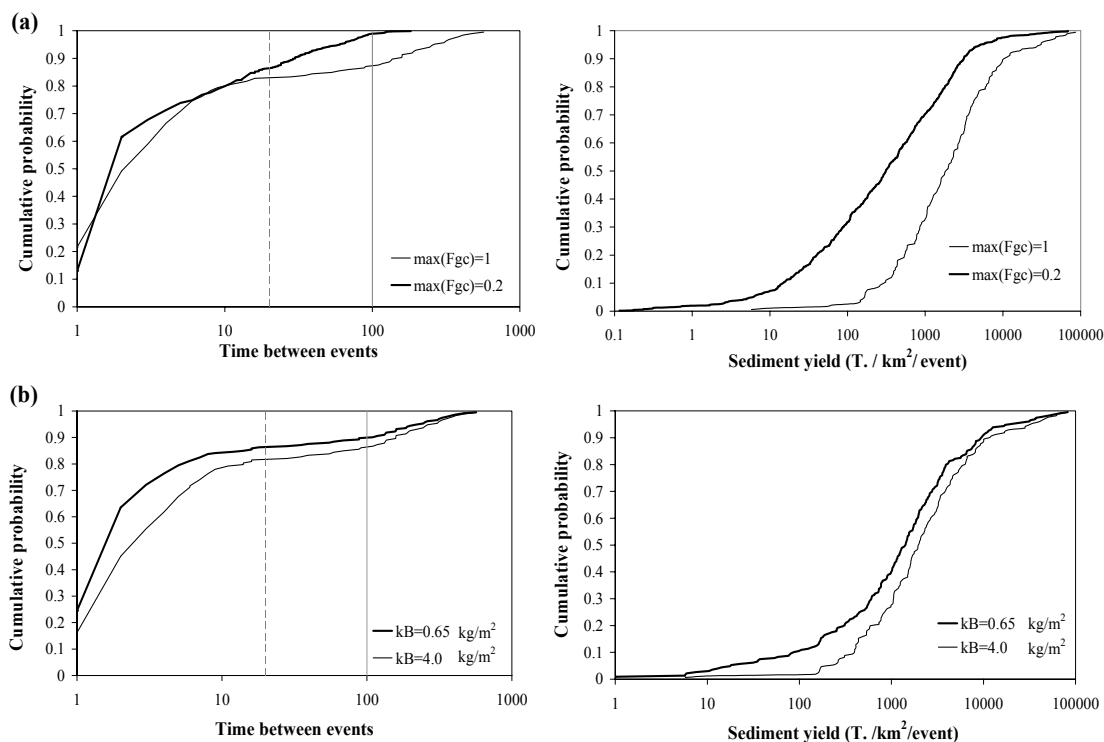 (a)
1
0.9
0.8
0.7
0.6
0.5
0.4
0.3
0.2
0.1
0
Cumulative probability
max(Fgc)=1
max(Fgc)=0.2
1 10 100 1000
Time between events
1
0.9
0.8
0.7
0.6
0.5
0.4
0.3
0.2
0.1
0
Cumulative probability
max(Fgc)=1
max(Fgc)=0.2
0.1 1 10 100 1000 10000 100000
Sediment yield (T. / km²/ event)
(b)
1
0.9
0.8
0.7
0.6
0.5
0.4
0.3
0.2
0.1
0
Cumulative probability
kB=0.65 kg/m²
kB=4.0 kg/m²
1 10 100 1000
Time between events
1
0.9
0.8
0.7
0.6
0.5
0.4
0.3
0.2
0.1
0
Cumulative probability
kB=0.65 kg/m²
kB=4.0 kg/m²
1 10 100 1000 10000 100000
Sediment yield (T. /km²/event)